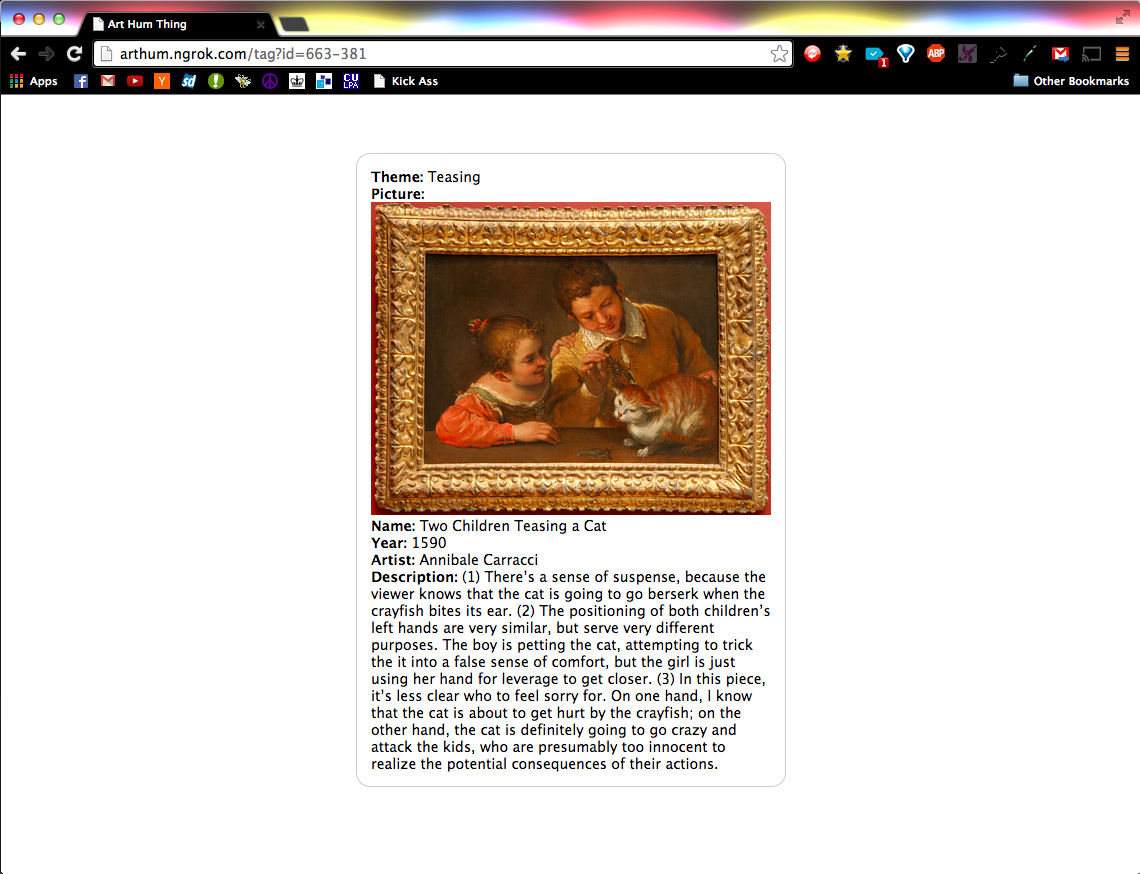 Art Hum Thing
arthum.ngrok.com/tag?id=663-381
ABP
1
Apps
Y
sd
CU
LPA
Kick Ass
Other Bookmarks
Theme: Teasing
Picture:
Name: Two Children Teasing a Cat
Year: 1590
Artist: Annibale Carracci
Description: (1) There's a sense of suspense, because the
viewer knows that the cat is going to go berserk when the
crayfish bites its ear. (2) The positioning of both children's
left hands are very similar, but serve very different
purposes. The boy is petting the cat, attempting to trick
the it into a false sense of comfort, but the girl is just
using her hand for leverage to get closer. (3) In this piece,
it's less clear who to feel sorry for. On one hand, I know
that the cat is about to get hurt by the crayfish; on the
other hand, the cat is definitely going to go crazy and
attack the kids, who are presumably too innocent to
realize the potential consequences of their actions.